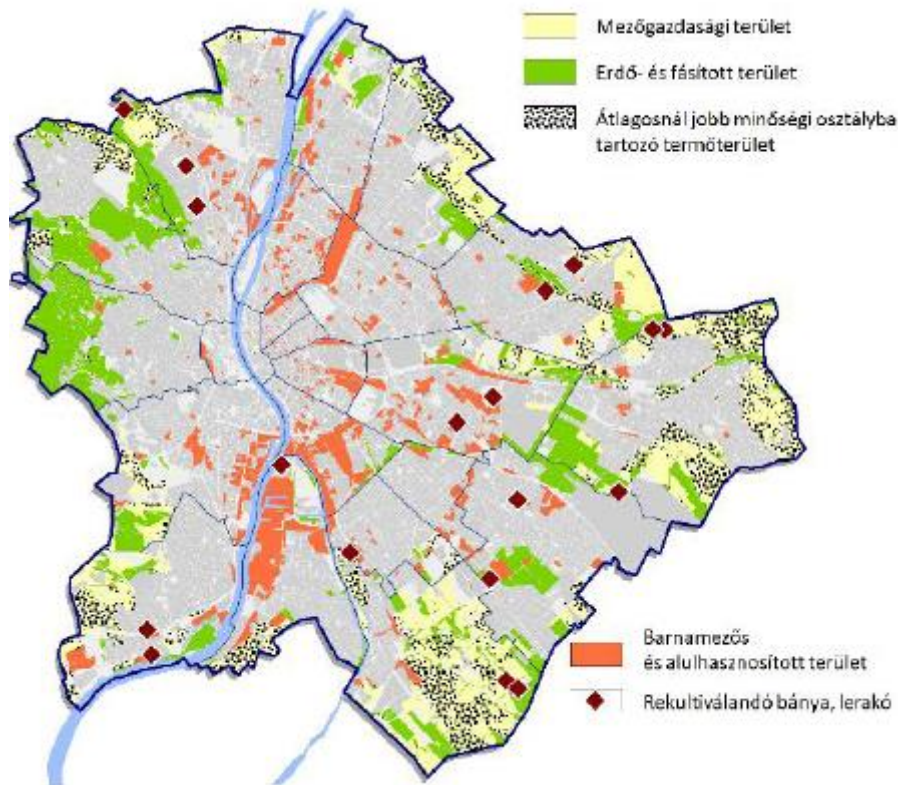 Mezőgazdasági terület
Erdő- és fásított terület
Átlagosnál jobb minőségi osztályba
tartozó termőterület
Barnamezős
és alulhasznosított terület
Rekultiválandó bánya, lerakó